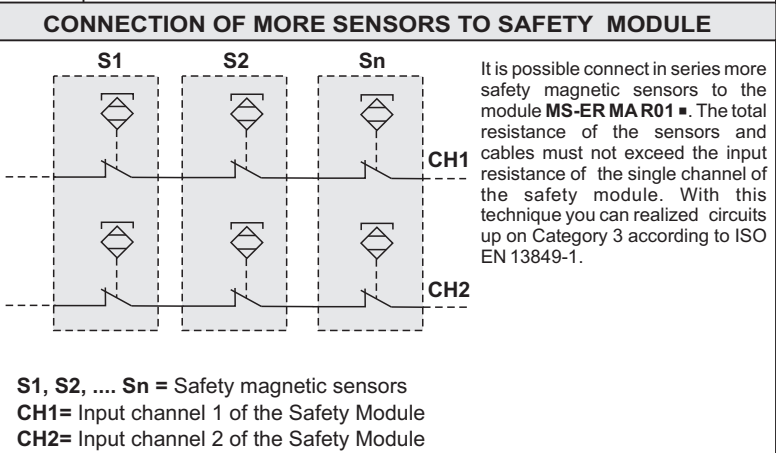 CONNECTION OF MORE SENSORS TO SAFETY MODULE
S1 S2 Sn
CH1
CH2
It is possible connect in series more
safety magnetic sensors to the
module MS-ER MA R01 ■. The total
resistance of the sensors and
cables must not exceed the input
resistance of the single channel of
the safety module. With this
technique you can realized circuits
up on Category 3 according to ISO
EN 13849-1.
S1, S2, .... Sn = Safety magnetic sensors
CH1= Input channel 1 of the Safety Module
CH2= Input channel 2 of the Safety Module